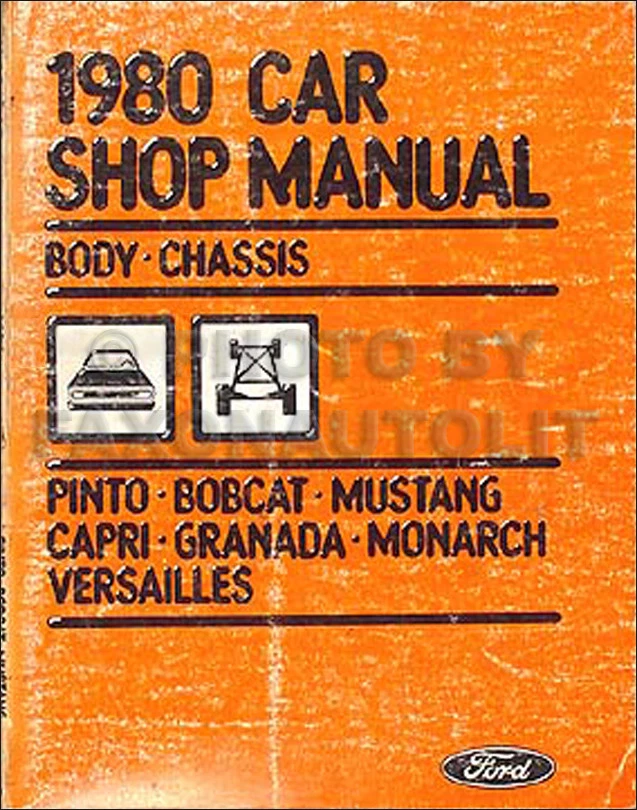 1980 CAR
SHOP MANUAL
BODY · CHASSIS
© PHOTO BY
FAXONAUTOLIT
PINTO · BOBCAT · MUSTANG
CAPRI · GRANADA · MONARCH
VERSAILLES
Ford